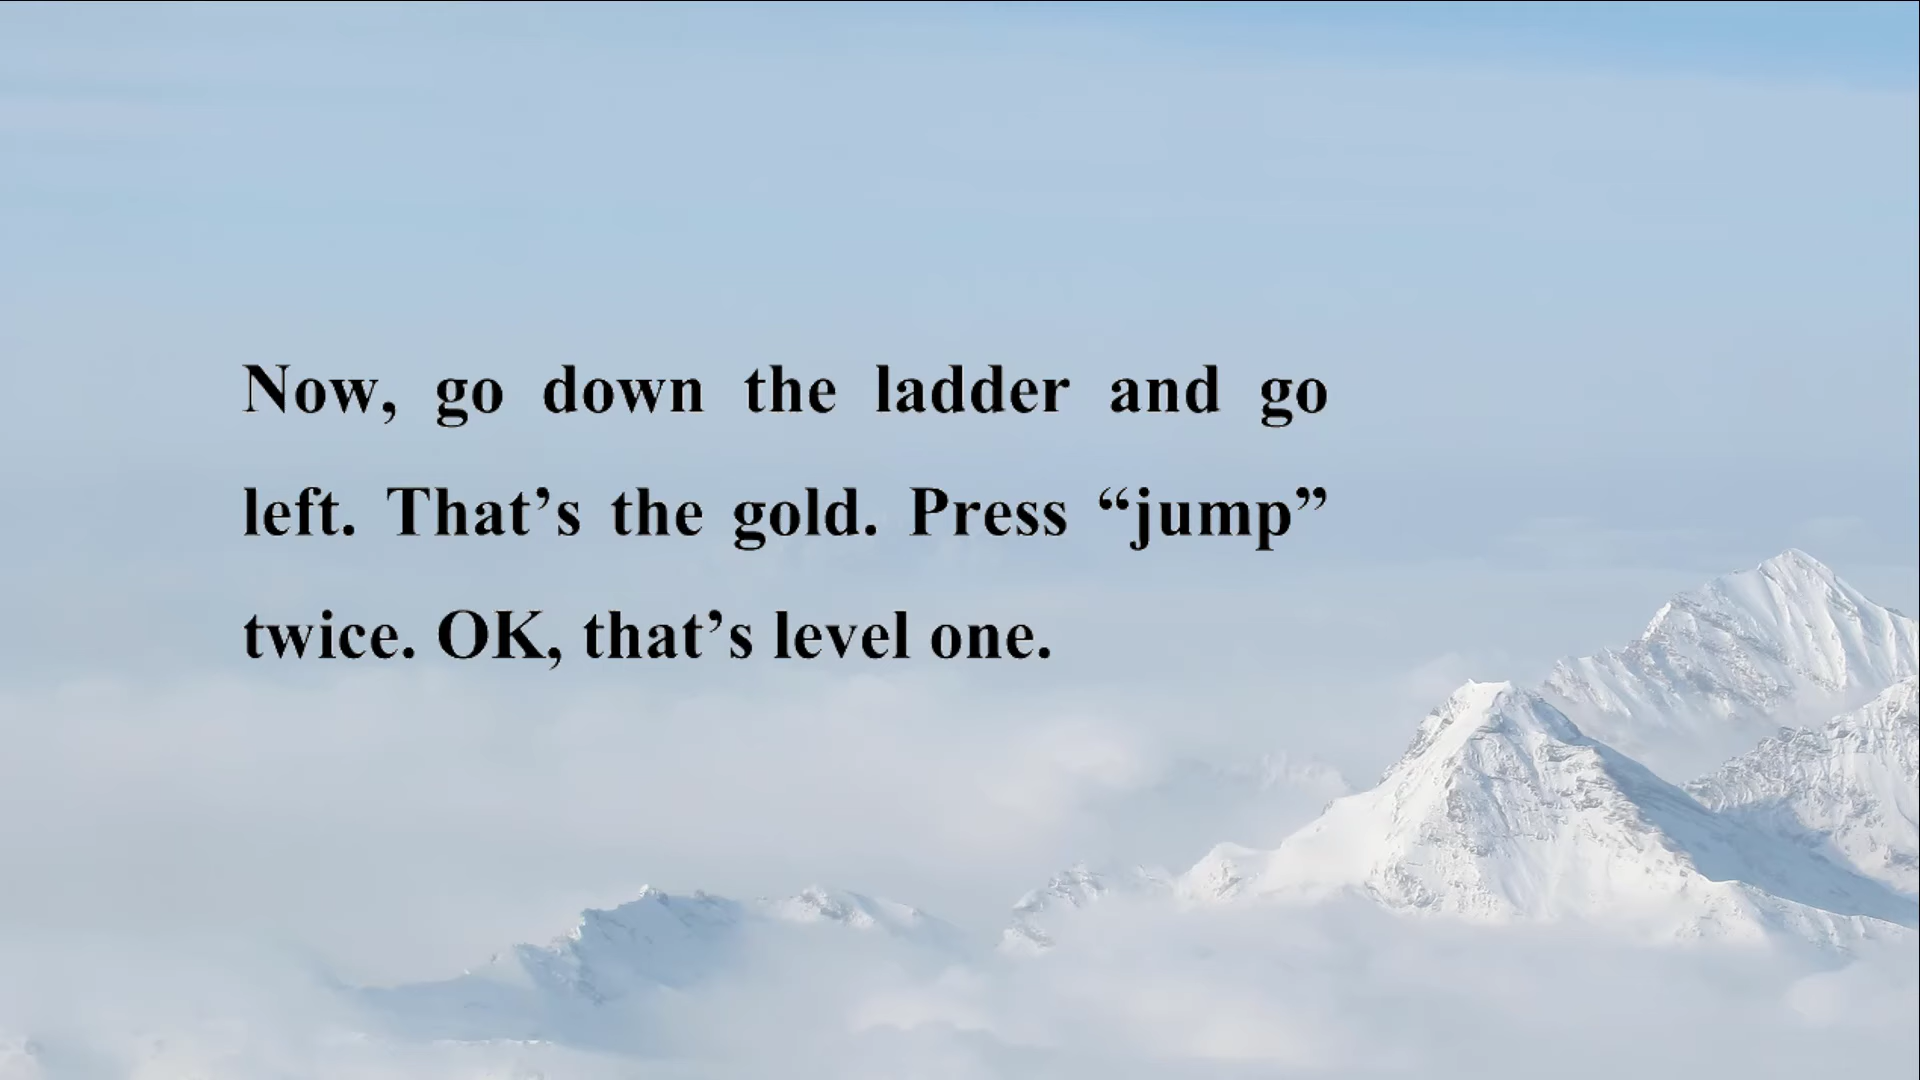 Now, go down the ladder and go
left. That’s the gold. Press “jump”
twice. OK, that’s level one.